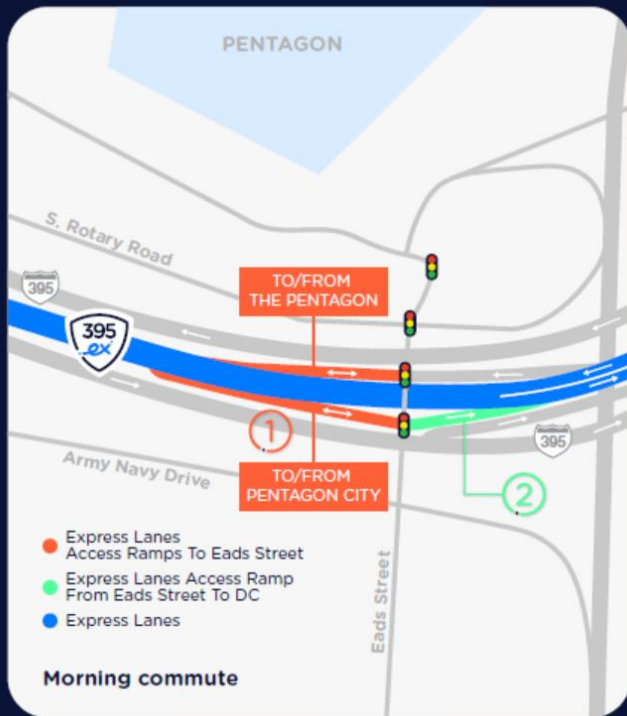 PENTAGON
S. Rotary Road
395
TO/FROM
THE PENTAGON
395
ex
1
395
Army Navy Drive
TO/FROM
PENTAGON CITY
2
Express Lanes
Access Ramps To Eads Street
Express Lanes Access Ramp
From Eads Street To DC
Express Lanes
Eads Street
Morning commute